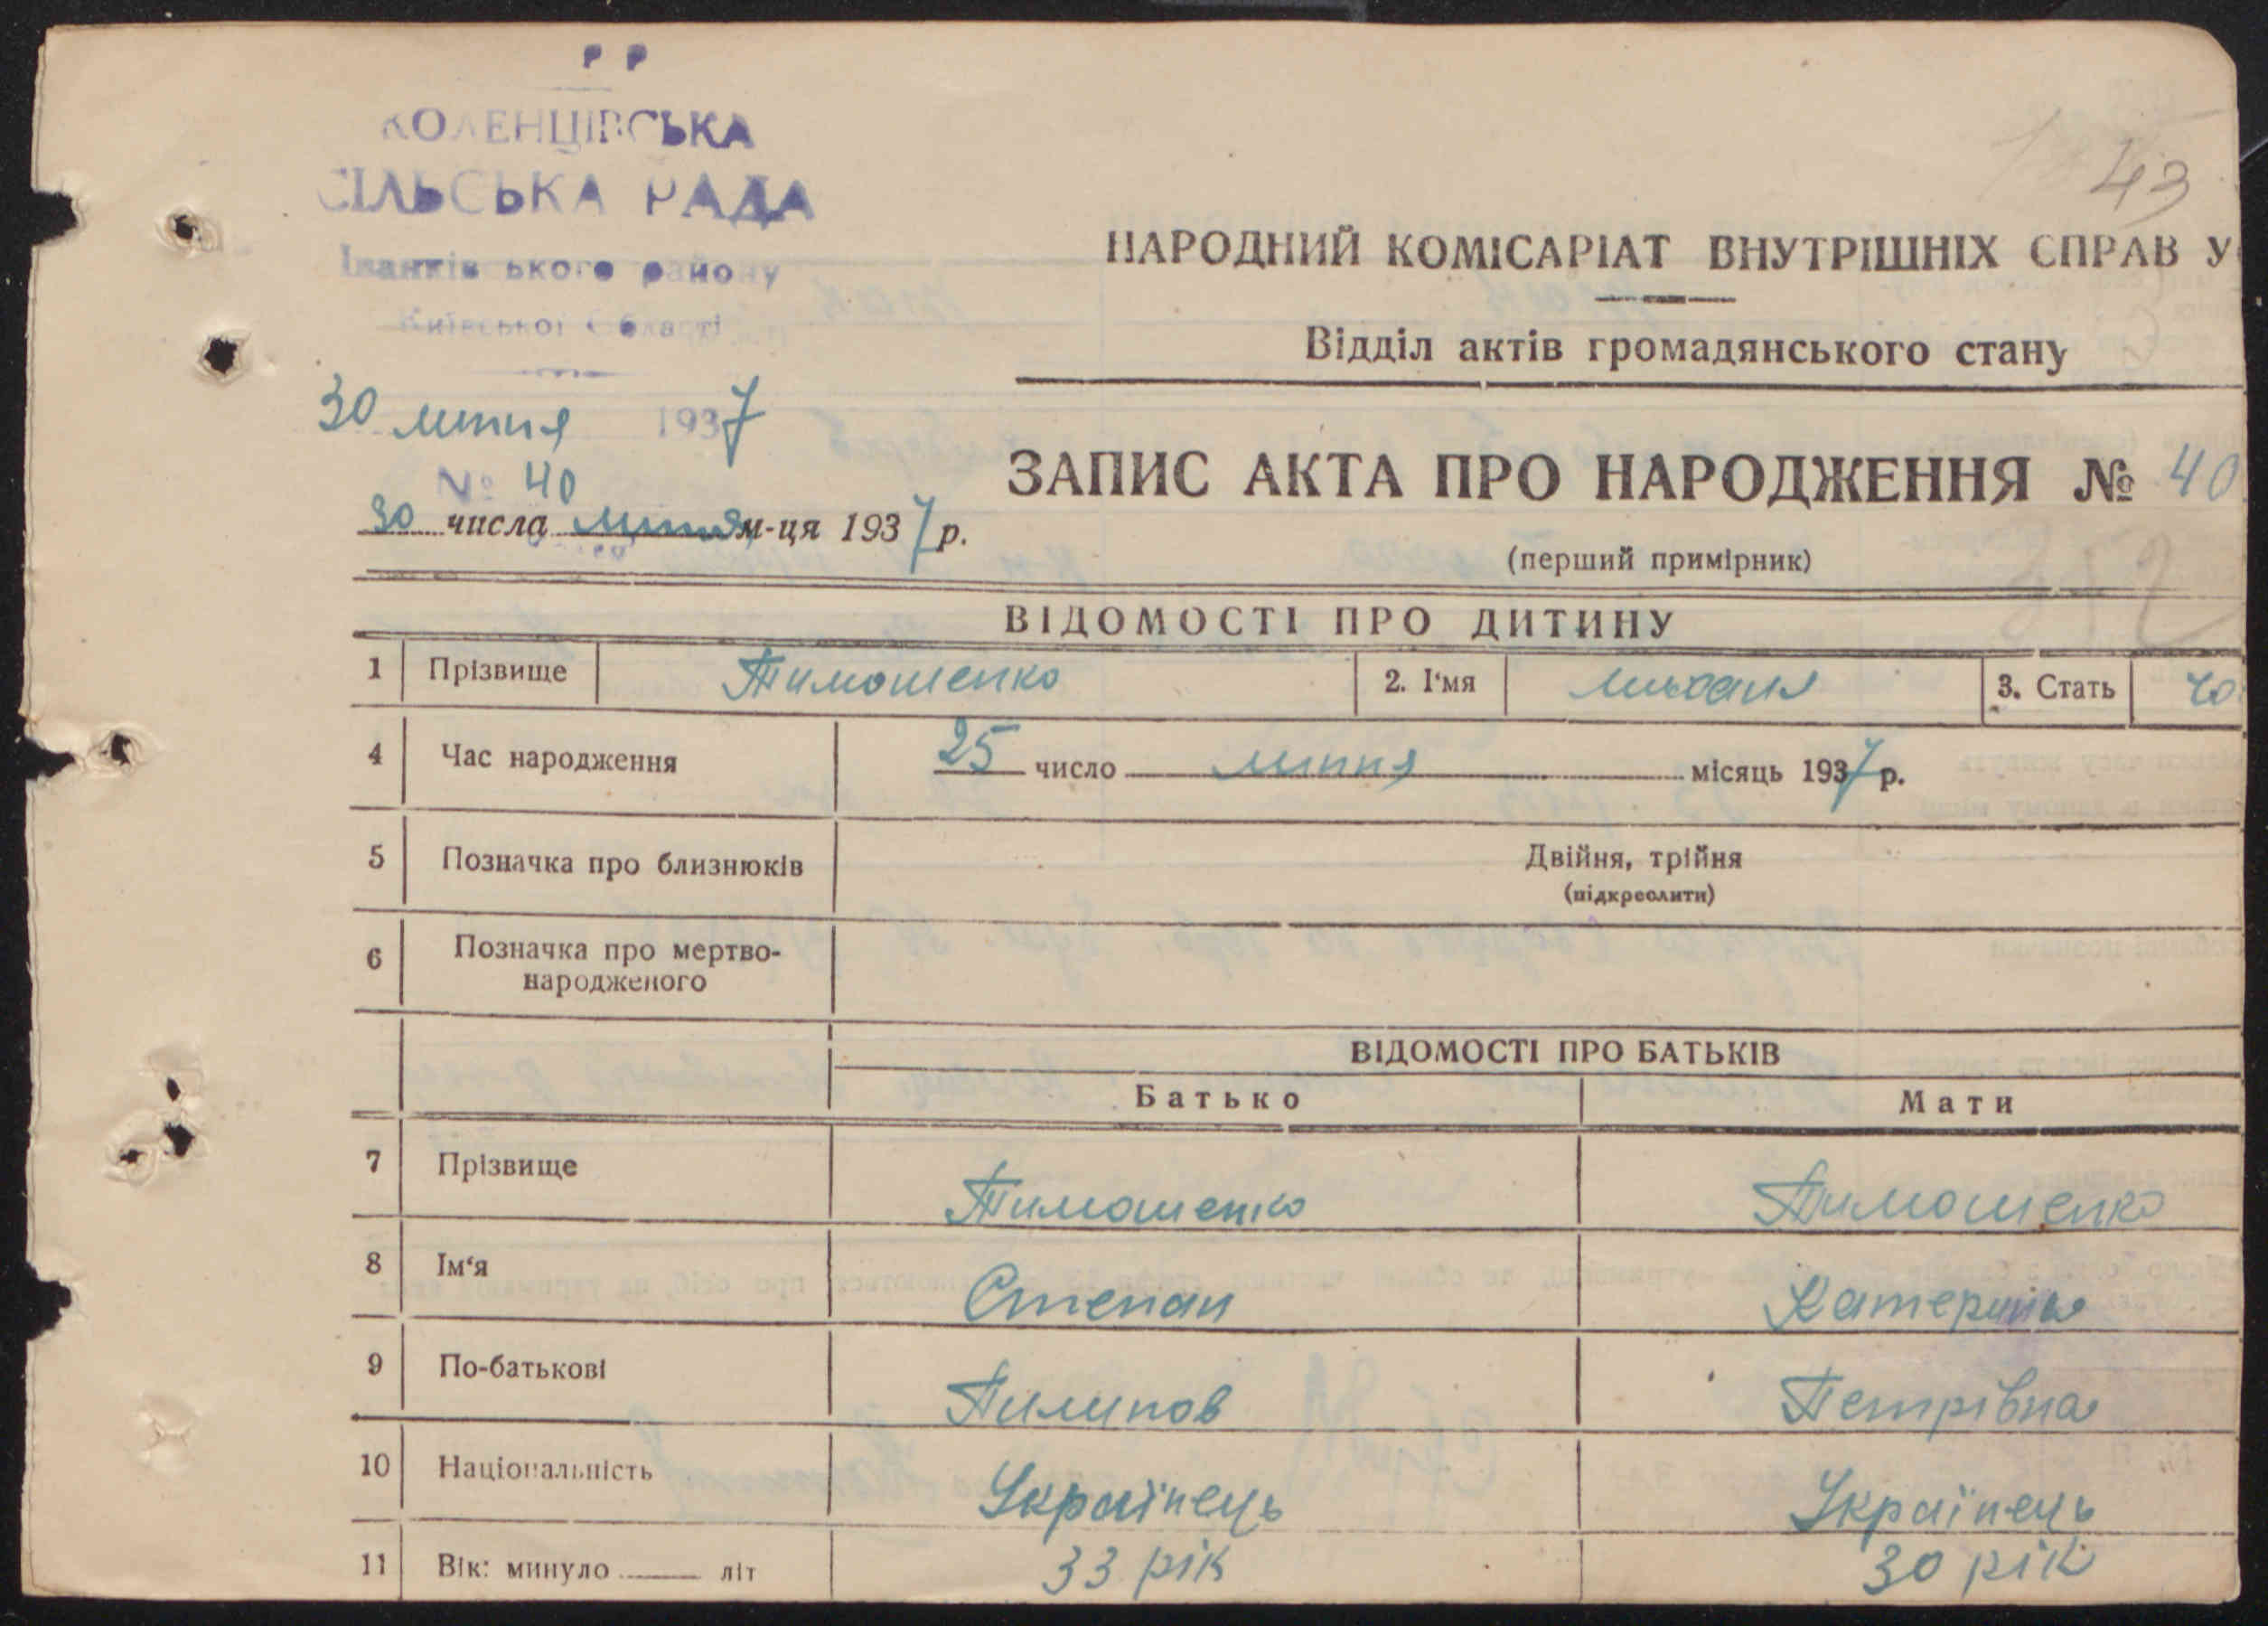 Р Р
КОЛЕНЦІВСЬКА
СІЛЬСЬКА РАДА
Іванківського району
Київської Області
30 липня 1937
№ 40
43
НАРОДНИЙ КОМІСАРІАТ ВНУТРІШНІХ СПРАВ У
Відділ актів громадянського стану
ЗАПИС АКТА ПРО НАРОДЖЕННЯ № 40
30 числа липня м-ця 1937 р.
(перший примірник)
ВІДОМОСТІ ПРО ДИТИНУ
1 Прізвище Тимошенко 2. І'мя 3. Стать чо
4 Час народження 25 число липня місяць 1937 р.
5 Позначка про близнюків Двійня, трійня
(підкреслити)
6 Позначка про мертво-
народженого
ВІДОМОСТІ ПРО БАТЬКІВ
Батько Мати
7 Прізвище Тимошенко Тимошенко
8 Ім'я Степан Катерина
9 По-батькові Пилипов Петрівна
10 Національність Українець Українець
11 Вік: минуло літ 33 рік 30 рік